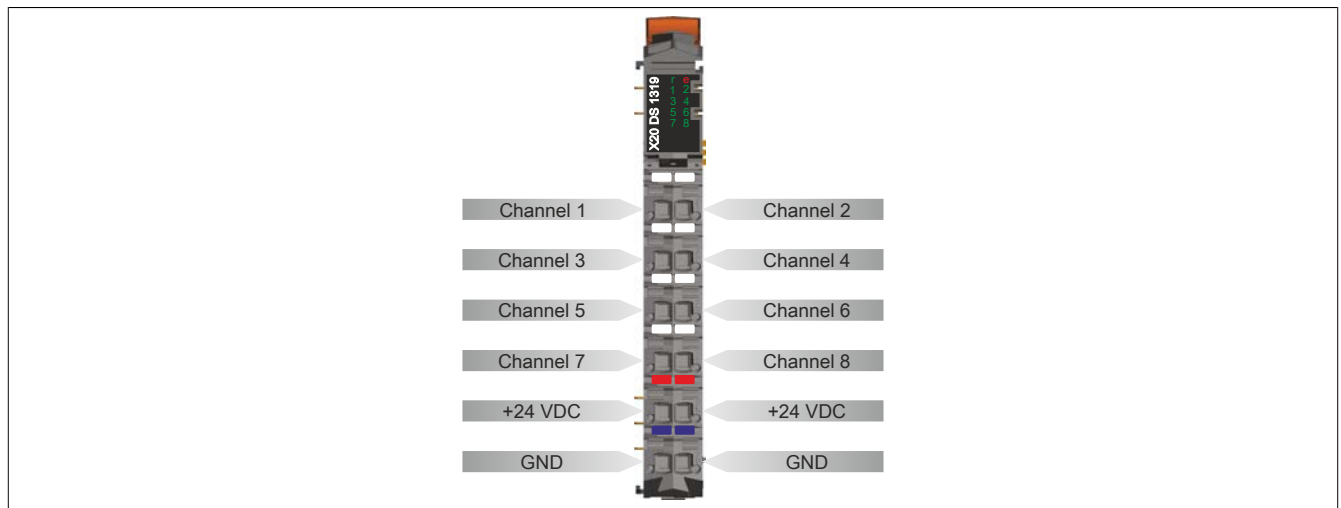 X20 DS 1319
r e
1 2
3 4
5 6
7 8
Channel 1 Channel 2
Channel 3 Channel 4
Channel 5 Channel 6
Channel 7 Channel 8
+24 VDC +24 VDC
GND GND